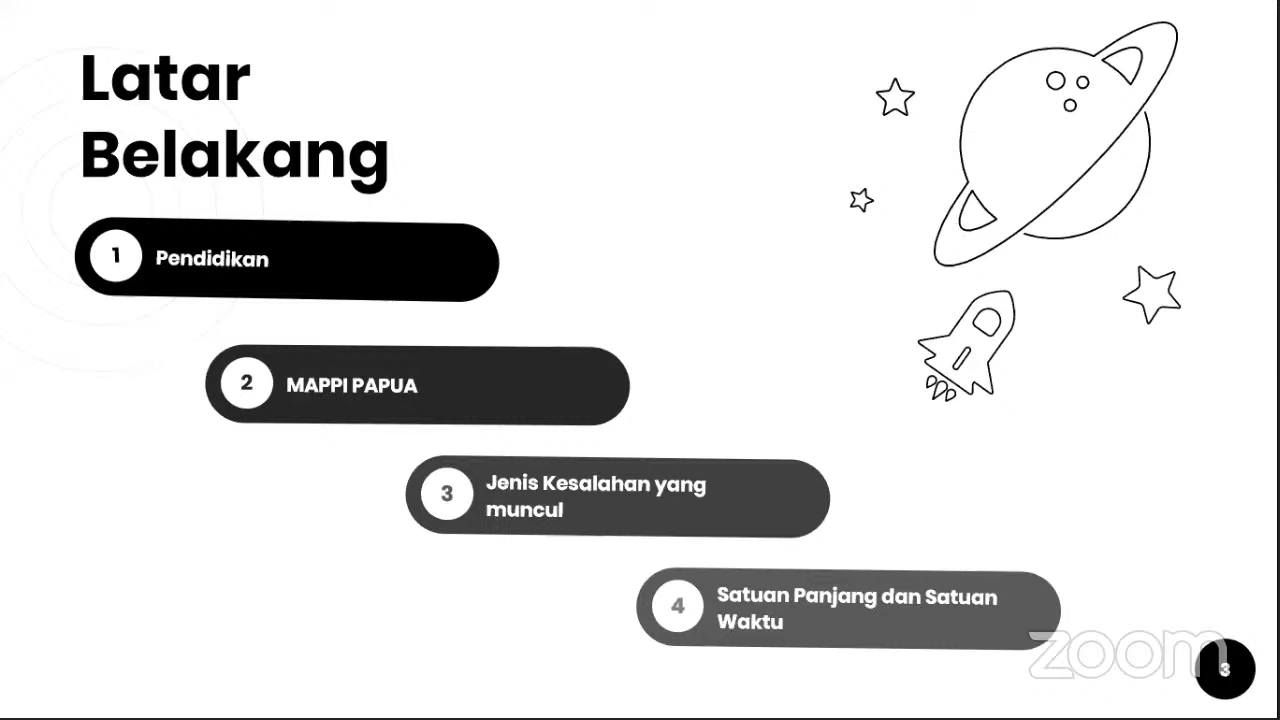 Latar
Belakang
1
Pendidikan
2
MAPPI PAPUA
3
Jenis Kesalahan yang
muncul
4
Satuan Panjang dan Satuan
Waktu
zoom
3